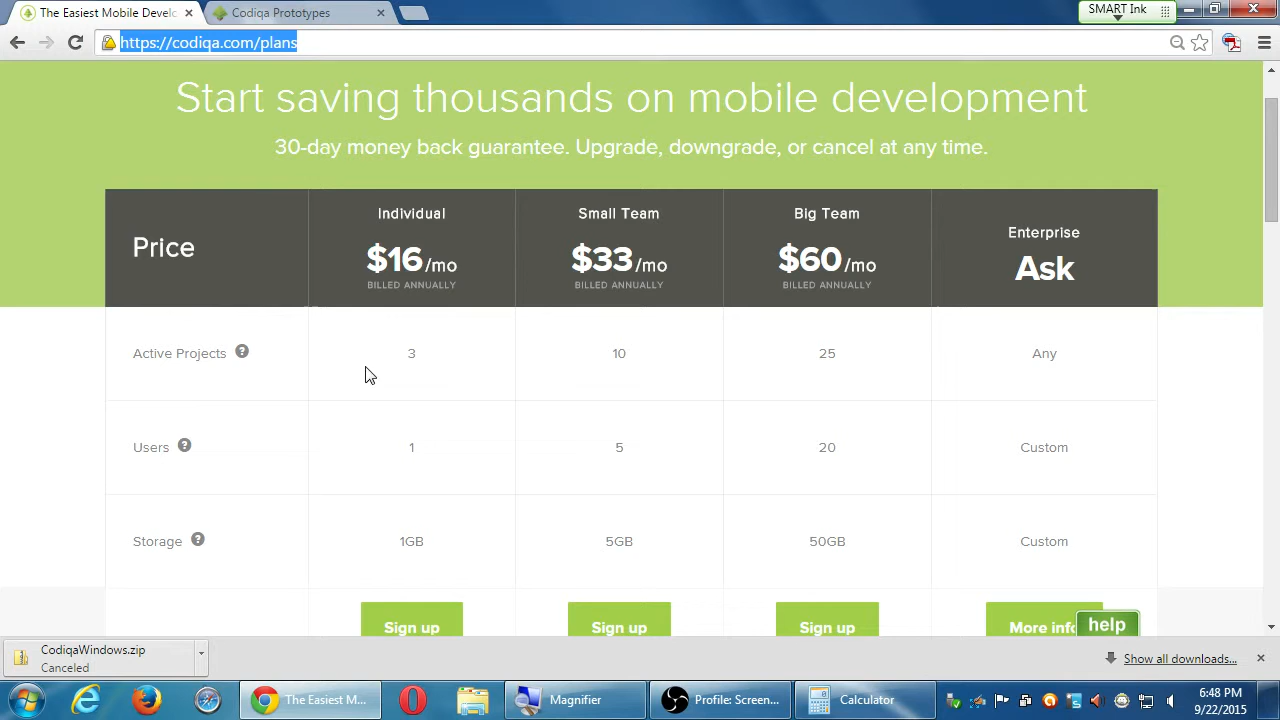 The Easiest Mobile Develc
Codiqa Prototypes
SMART Ink
https://codiqa.com/plans
Start saving thousands on mobile development
30-day money back guarantee. Upgrade, downgrade, or cancel at any time.
Price
Individual
$16/mo
BILLED ANNUALLY
Small Team
$33/mo
BILLED ANNUALLY
Big Team
$60/mo
BILLED ANNUALLY
Enterprise
Ask
Active Projects ? 3 10 25 Any
Users ? 1 5 20 Custom
Storage ? 1GB 5GB 50GB Custom
Sign up Sign up Sign up More info
help
CodiqaWindows.zip
Canceled
Show all downloads...
The Easiest M...
Magnifier
Profile: Screen...
Calculator
6:48 PM
9/22/2015